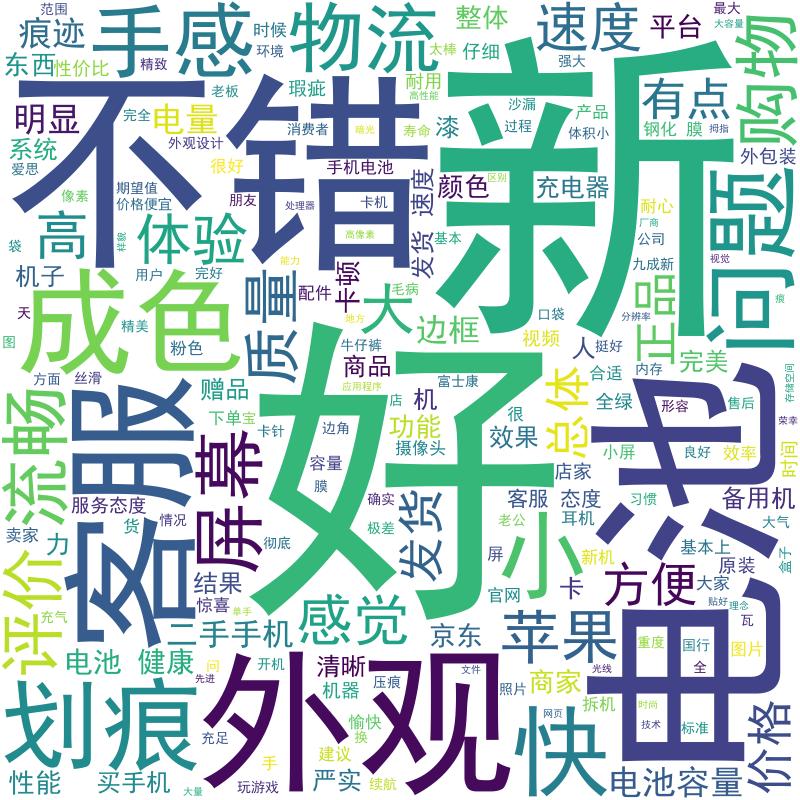 范围
痕迹
手感
物流
时候
环境
整体
太棒
仔细
速度
平台
最大
大容量
购物
东西
性价比
精致
瑕疵
耐用
高性能
强大
有点
不错
新
明显
完全
电量
老板
消费者
暗光
寿命
漆
沙漏
过程
产品
体积小
钢化 膜
拇指
外包装
系统
爱思
外观设计
很好
手机电池
像素
期望值
价格便宜
朋友
处理器
卡机
发货 速度
颜色
区别
充电器
耐心
厂商
问题
高
体验
高像素
基本
公司
袋
样貌
用户
完好
能力
九成新
视觉
机子
质量
配件
卡顿
毛病
大
口袋
正品
痕
天
成色
精美
地方
边框
视频
分辨率
图
粉色
牛仔裤
人
挺好
完美
方面
丝滑
商品
合适
内存
存储空间
赠品
应用程序
店
富士康
机
很
全绿
形容
售后
荣幸
流畅
客服
下单宝
卡针
边角
功能
总体
电池
好
屏幕
摄像头
效果
小屏
良好
效率
时间
容量
店家
备用机
服务态度
膜
确实
客服 态度
习惯
大气
卖家
力
货
情况
极差
发货
老公
耳机
彻底
屏
小
新机
基本上
原装
盒子
评价
结果
官网
卡
方便
大家
充气
惊喜
单手
感觉
贴好
理念
瓦
二手手机
京东
苹果
重度
国行
图片
电池 健康
问
开机
清晰
文件
光线
全
先进
外观
机器
压痕
照片
商家
拆机
时尚
价格
划痕
充足
愉快
换
快
网页
技术
标准
手
建议
性能
买手机
大量
玩游戏
严实
续航
电池容量